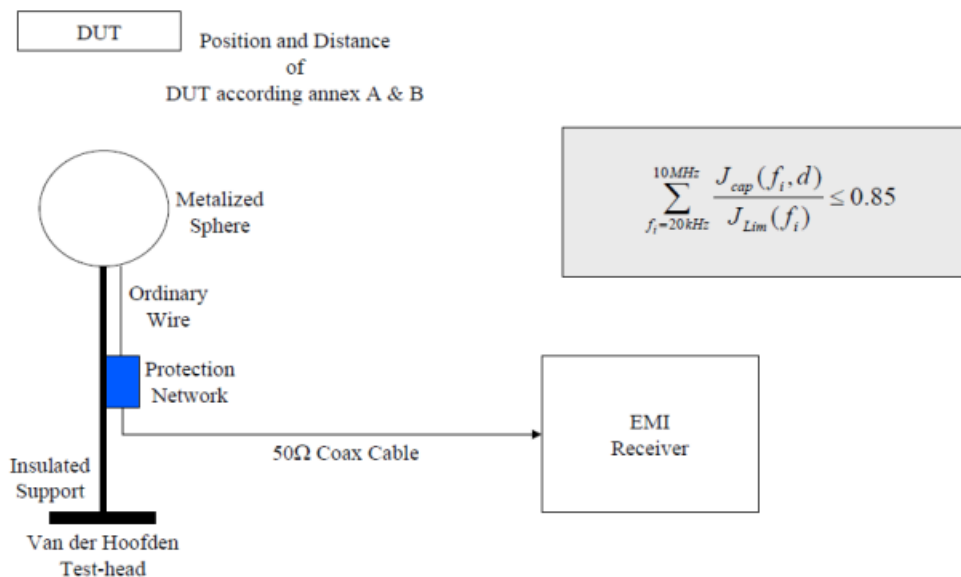 DUT
Position and Distance
of
DUT according annex A & B
Metalized
Sphere
10MHz
∑ J_cap(f_i, d) / J_Lim(f_i) ≤ 0.85
f_i=20kHz
Ordinary
Wire
Protection
Network
50Ω Coax Cable
EMI
Receiver
Insulated
Support
Van der Hoofden
Test-head